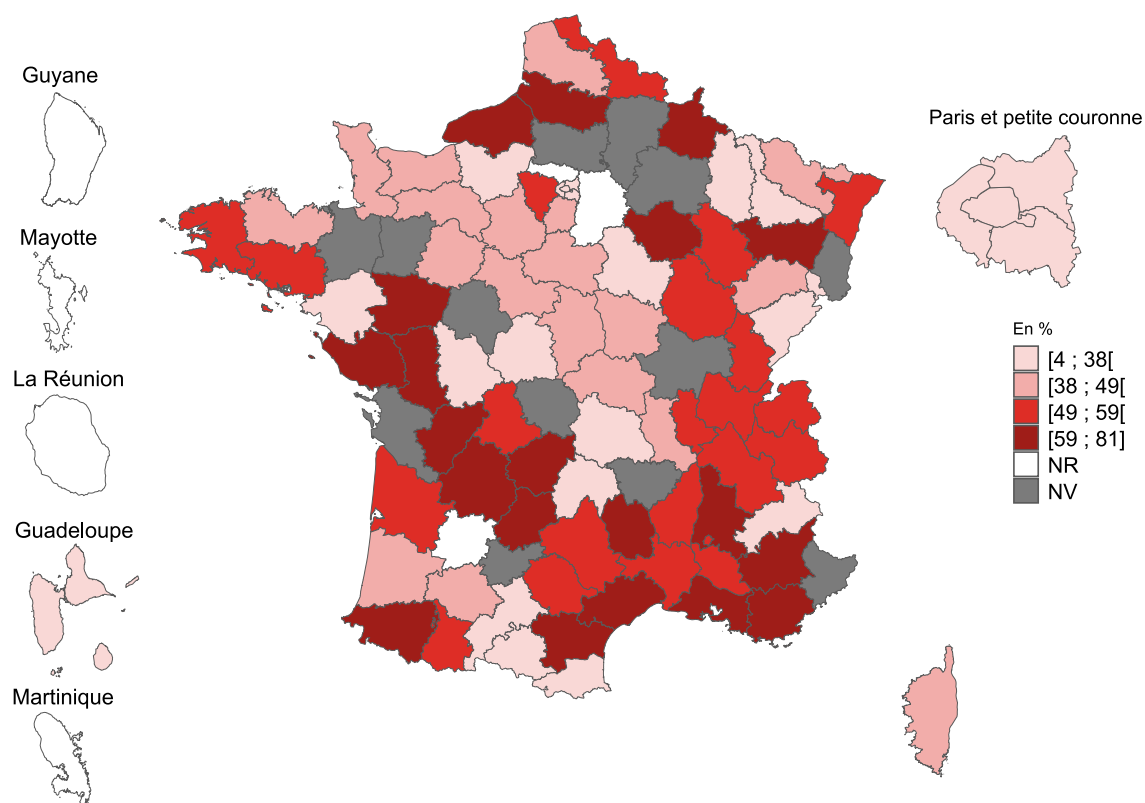 Guyane
Mayotte
La Réunion
Guadeloupe
Martinique
Paris et petite couronne
En %
[4 ; 38[
[38 ; 49[
[49 ; 59[
[59 ; 81]
NR
NV